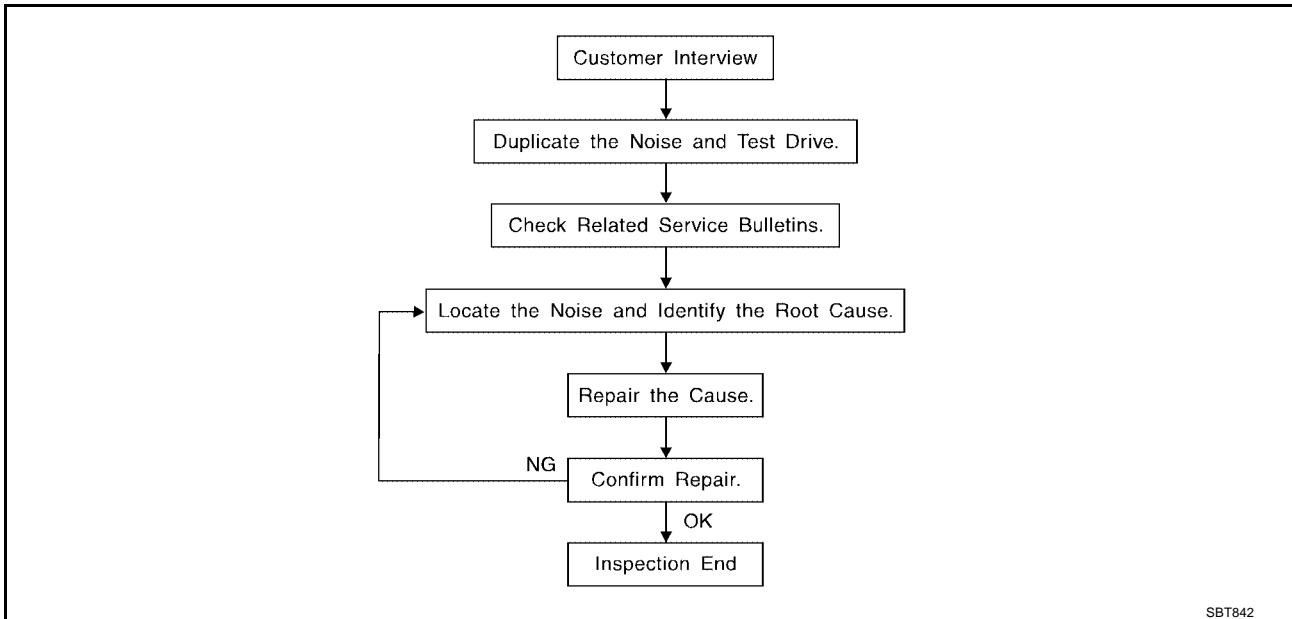 Customer Interview
Duplicate the Noise and Test Drive.
Check Related Service Bulletins.
Locate the Noise and Identify the Root Cause.
Repair the Cause.
NG
Confirm Repair.
OK
Inspection End
SBT842